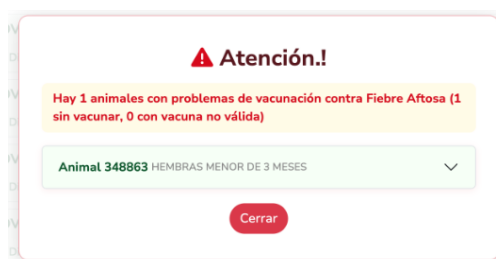 Atención.!
Hay 1 animales con problemas de vacunación contra Fiebre Aftosa (1
sin vacunar, 0 con vacuna no válida)
Animal 348863 HEMBRAS MENOR DE 3 MESES
Cerrar